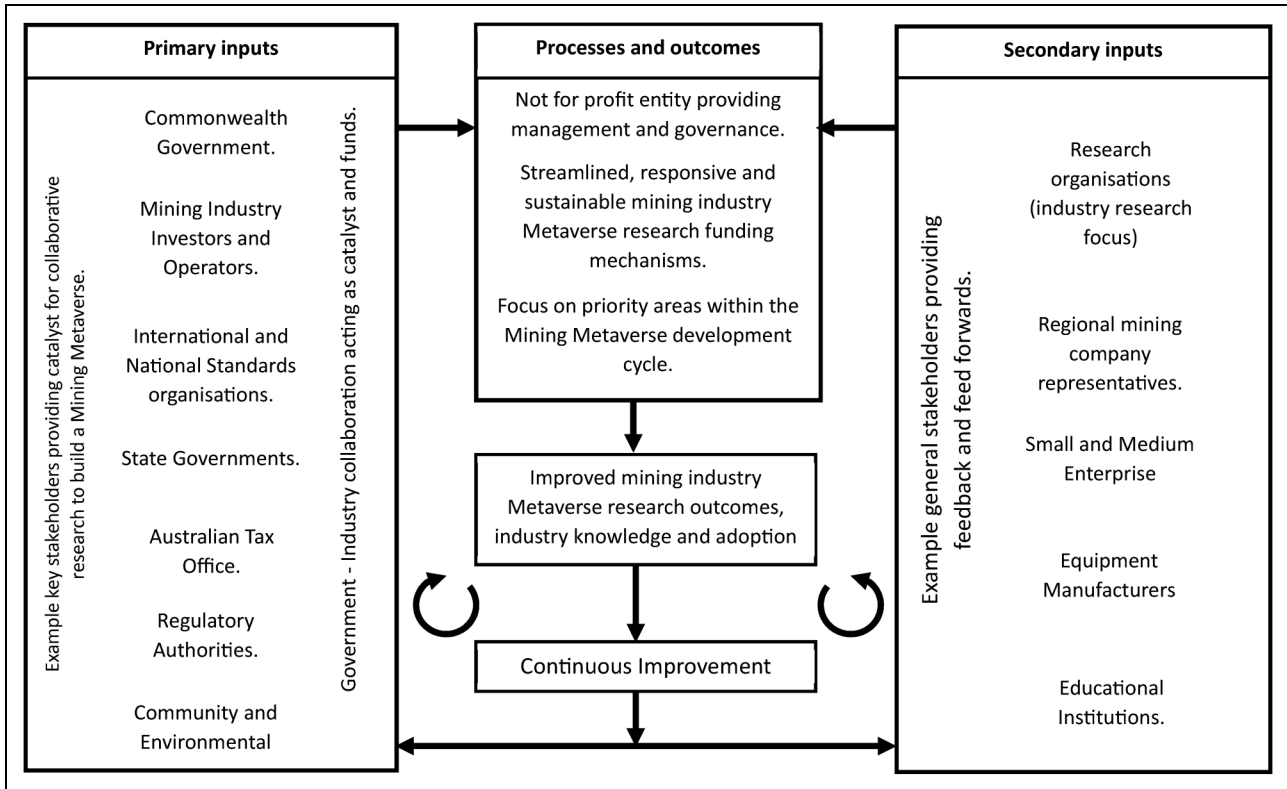 Primary inputs
Example key stakeholders providing catalyst for collaborative
research to build a Mining Metaverse.
Commonwealth
Government.
Mining Industry
Investors and
Operators.
International and
National Standards
organisations.
State Governments.
Australian Tax
Office.
Regulatory
Authorities.
Community and
Environmental
Government - Industry collaboration acting as catalyst and funds.
Processes and outcomes
Not for profit entity providing
management and governance.
Streamlined, responsive and
sustainable mining industry
Metaverse research funding
mechanisms.
Focus on priority areas within the
Mining Metaverse development
cycle.
Improved mining industry
Metaverse research outcomes,
industry knowledge and adoption
Continuous Improvement
Secondary inputs
Example general stakeholders providing
feedback and feed forwards.
Research
organisations
(industry research
focus)
Regional mining
company
representatives.
Small and Medium
Enterprise
Equipment
Manufacturers
Educational
Institutions.